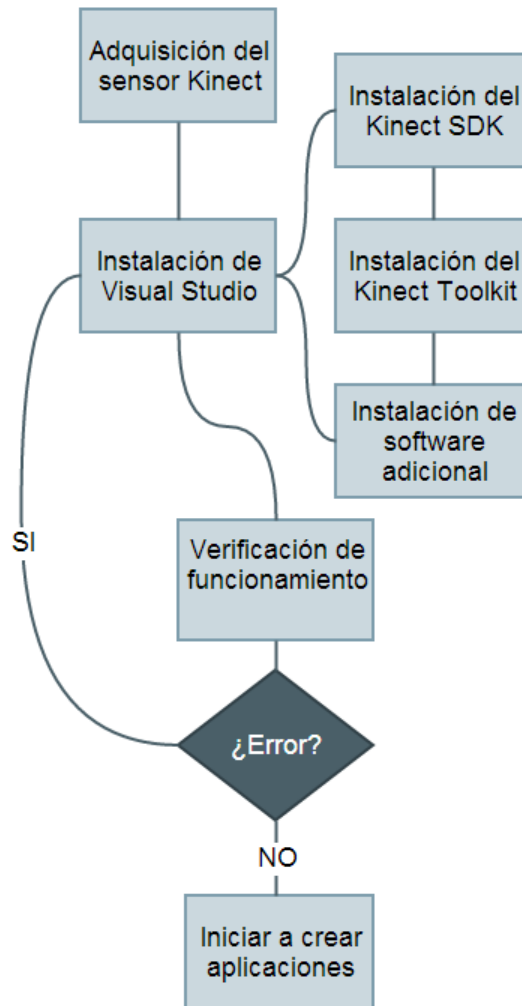 Adquisición del
sensor Kinect
Instalación del
Kinect SDK
Instalación de
Visual Studio
Instalación del
Kinect Toolkit
Instalación de
software
adicional
SI
Verificación de
funcionamiento
¿Error?
NO
Iniciar a crear
aplicaciones